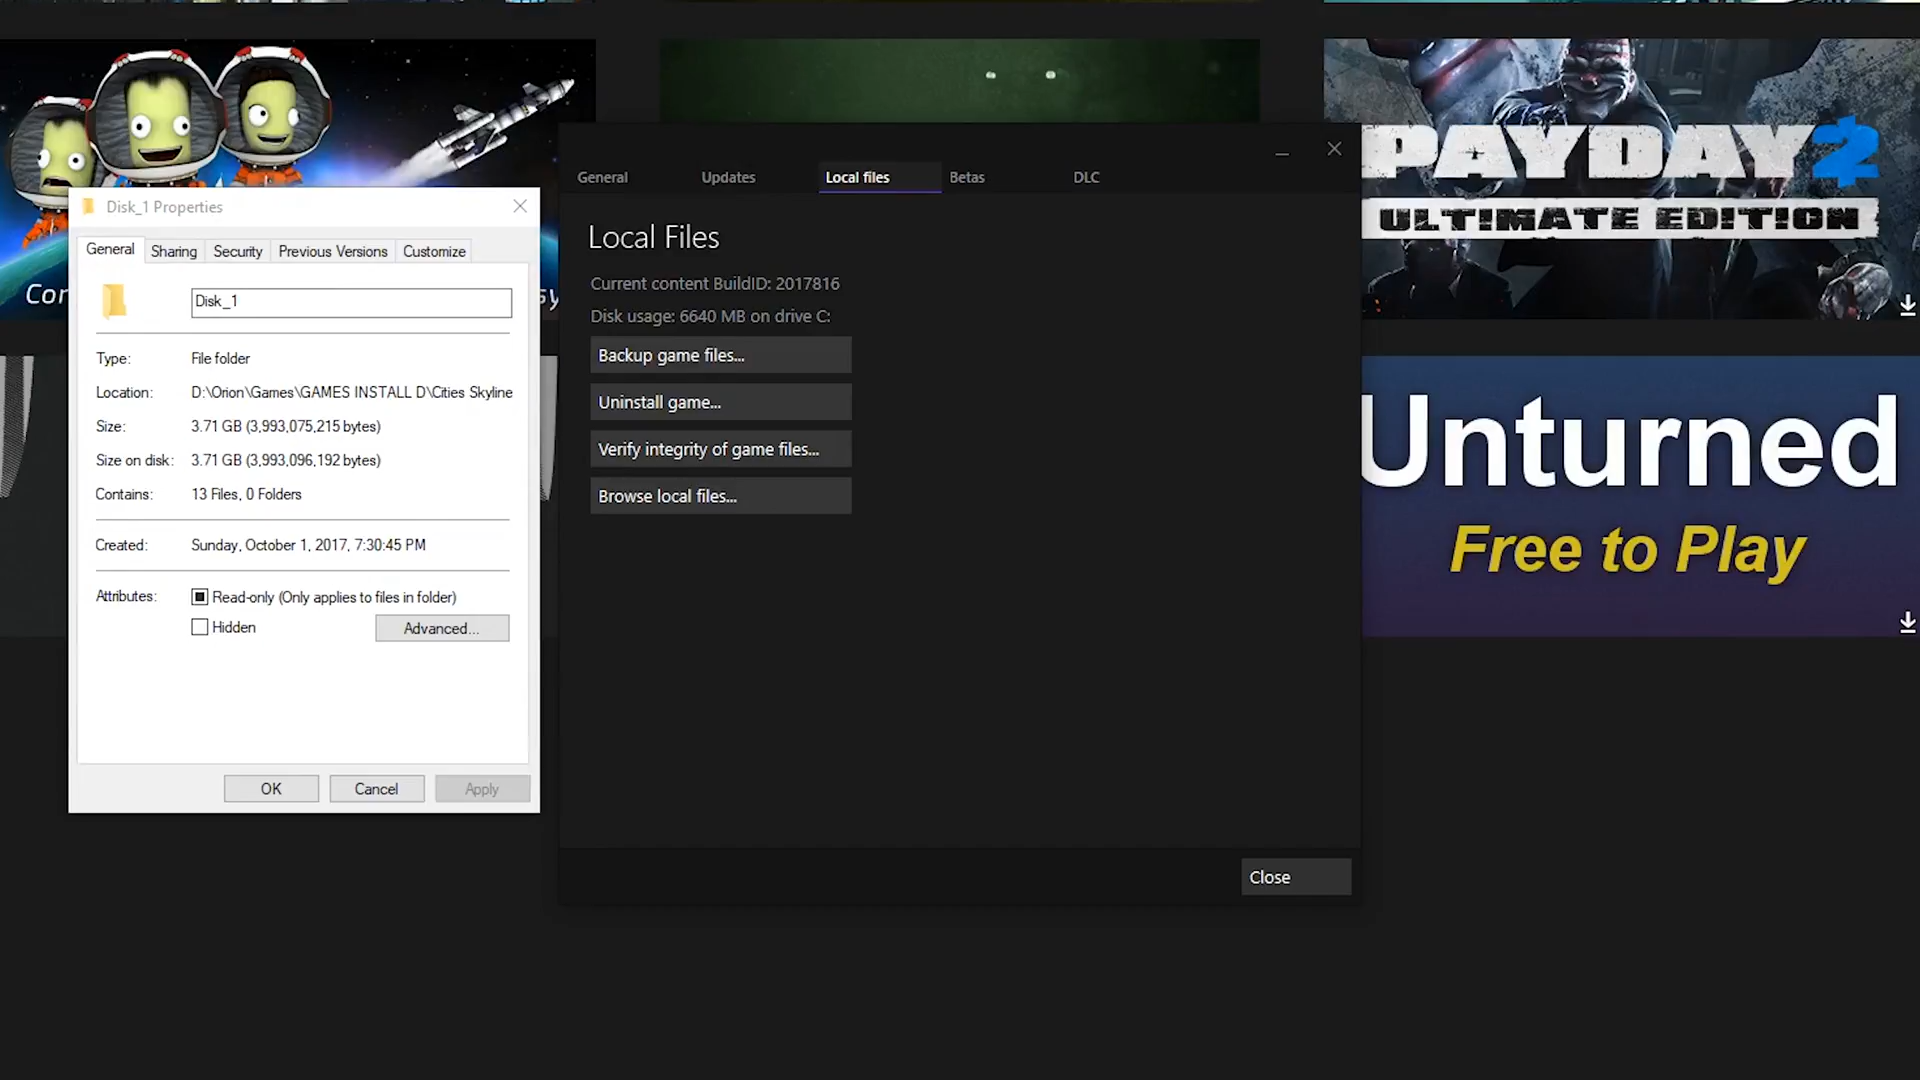 PAYDAY 2
ULTIMATE EDITION
General
Updates
Local files
Betas
DLC
Disk_1 Properties
General
Sharing
Security
Previous Versions
Customize
Local Files
Current content BuildID: 2017816
Disk usage: 6640 MB on drive C:
Backup game files...
Uninstall game...
Verify integrity of game files...
Browse local files...
Close
Disk_1
Type: File folder
Location: D:\Orion\Games\GAMES INSTALL D\Cities Skyline
Size: 3.71 GB (3,993,075,215 bytes)
Size on disk: 3.71 GB (3,993,096,192 bytes)
Contains: 13 Files, 0 Folders
Created: Sunday, October 1, 2017, 7:30:45 PM
Attributes: Read-only (Only applies to files in folder)
Hidden
Advanced...
OK
Cancel
Apply
Unturned
Free to Play